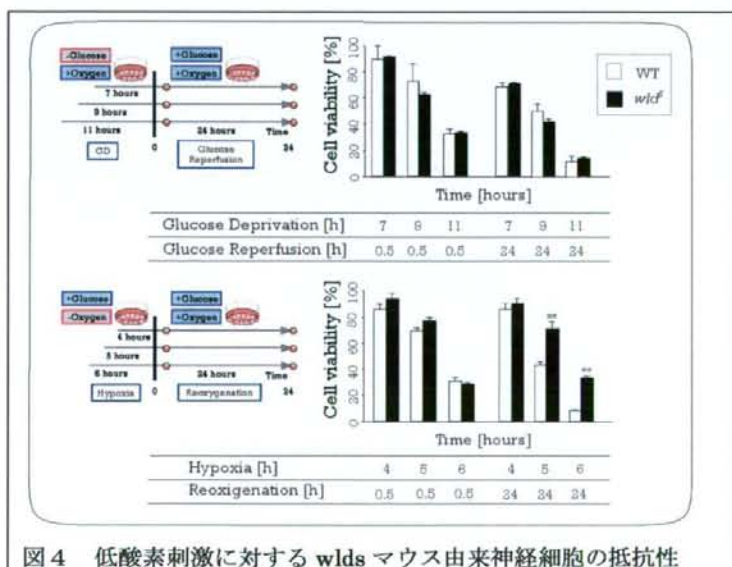 -Glucose
+Oxygen
+Glucose
+Oxygen
7 hours
9 hours
11 hours
24 hours
Time
GD
0
Glucose
Reperfusion
24
Cell viability [%]
0 20 40 60 80 100
WT
wldˢ
Time [hours]
Glucose Deprivation [h] 7 9 11 7 9 11
Glucose Reperfusion [h] 0.5 0.5 0.5 24 24 24
+Glucose
-Oxygen
+Glucose
+Oxygen
4 hours
5 hours
6 hours
24 hours
Time
Hypoxia
0
Reoxygenation
24
Cell viability [%]
0 20 40 60 80 100
**
**
Time [hours]
Hypoxia [h] 4 5 6 4 5 6
Reoxigenation [h] 0.5 0.5 0.5 24 24 24
図4 低酸素刺激に対する wlds マウス由来神経細胞の抵抗性